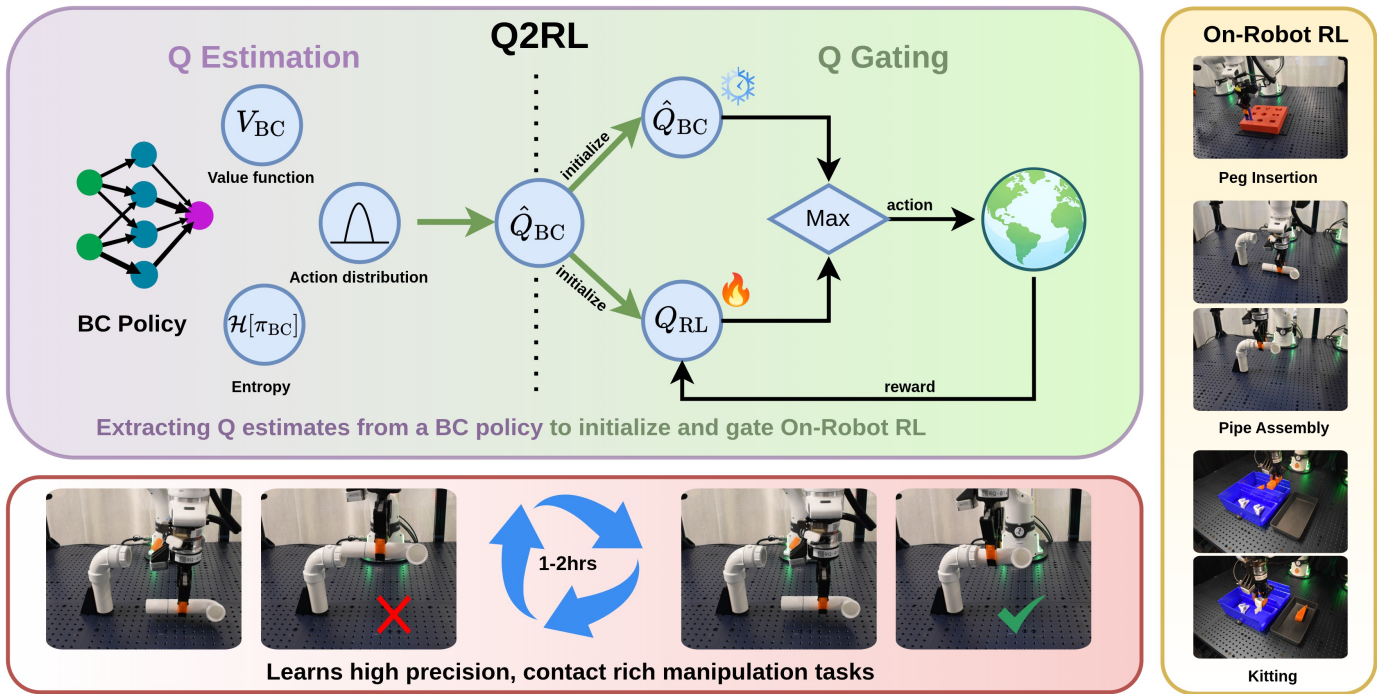 Q2RL
Q Estimation
Q Gating
V_BC
Value function
Action distribution
BC Policy
ℋ[π_BC]
Entropy
Q̂_BC
initialize
initialize
Q̂_BC
Q_RL
Max
action
reward
Extracting Q estimates from a BC policy to initialize and gate On-Robot RL
1-2hrs
Learns high precision, contact rich manipulation tasks
On-Robot RL
Peg Insertion
Pipe Assembly
Kitting